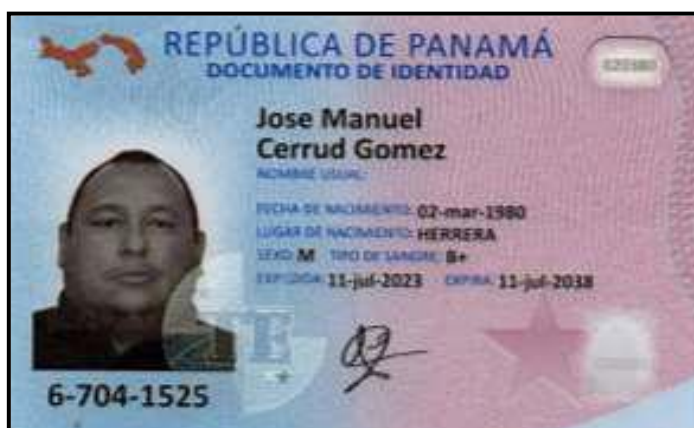 REPÚBLICA DE PANAMÁ
DOCUMENTO DE IDENTIDAD
Jose Manuel
Cerrud Gomez
NOMBRE USUAL:
FECHA DE NACIMIENTO: 02-mar-1980
LUGAR DE NACIMIENTO: HERRERA
SEXO: M TIPO DE SANGRE: B+
EXPEDIDA: 11-jul-2023 EXPIRA: 11-jul-2038
TE
6-704-1525